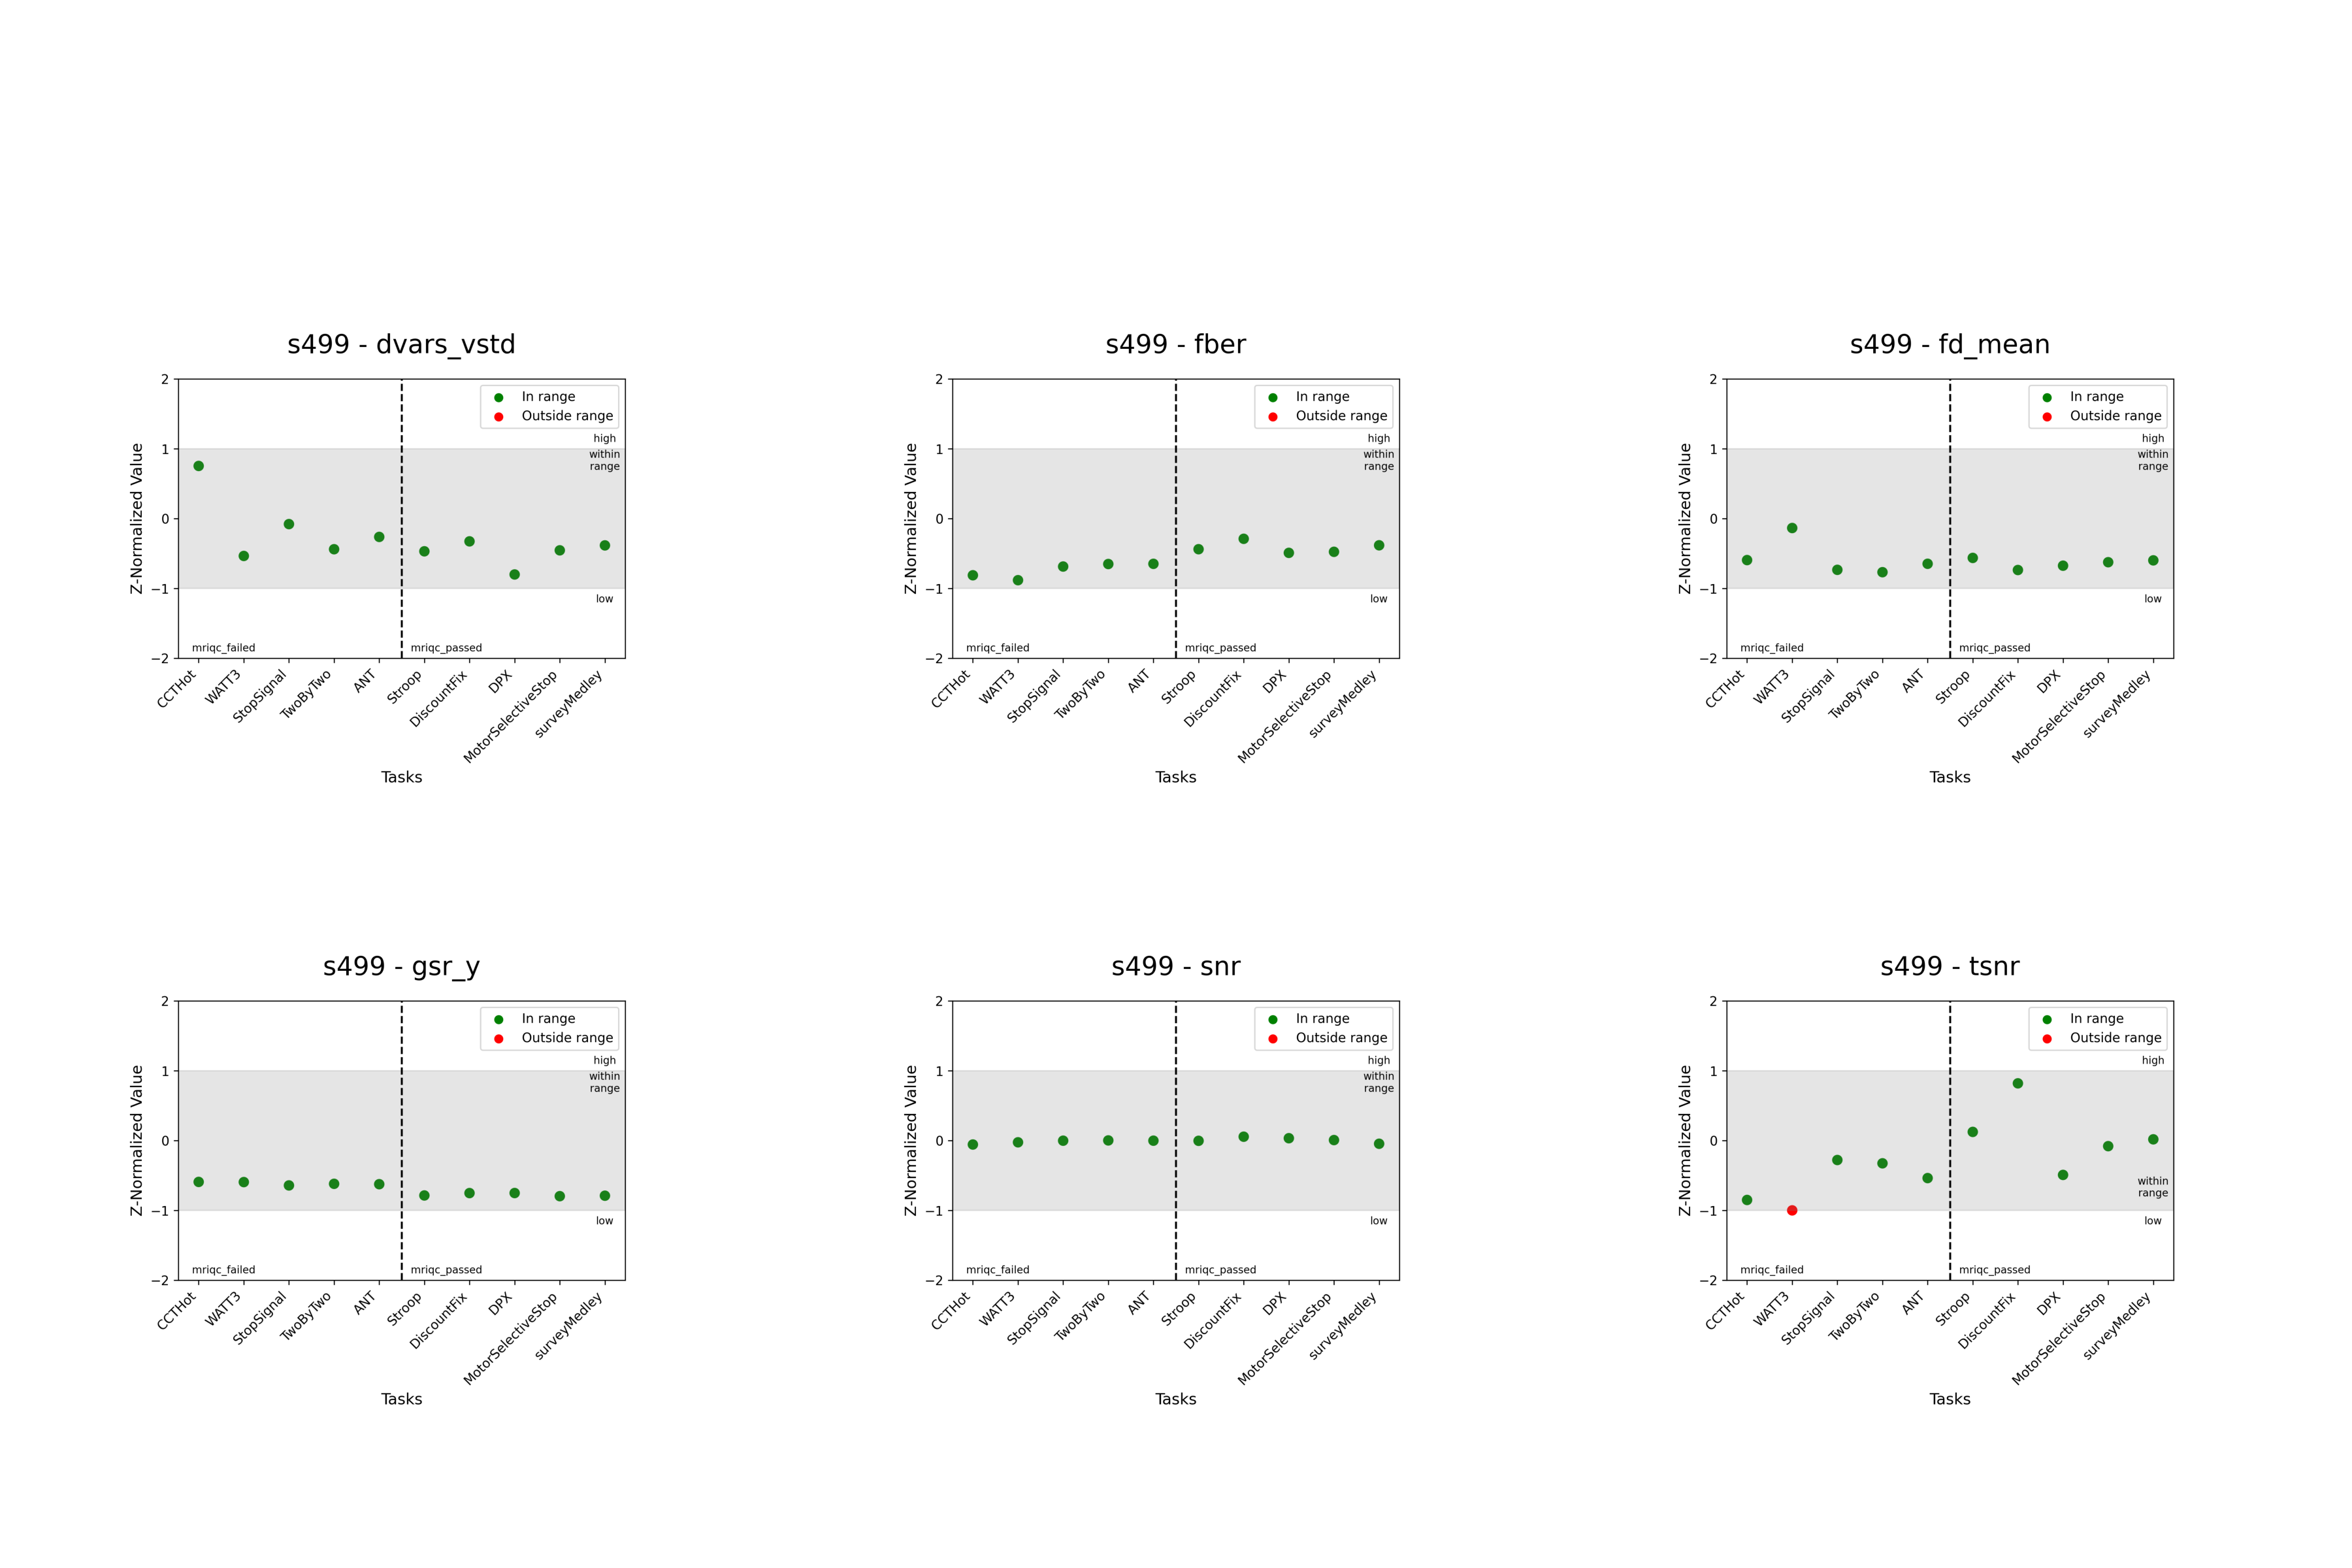 s499 - dvars_vstd
2
1
0
−1
−2
Z-Normalized Value
In range
Outside range
high
within
range
low
mriqc_failed
mriqc_passed
CCTHot
WATT3
StopSignal
TwoByTwo
ANT
Stroop
DiscountFix
DPX
MotorSelectiveStop
surveyMedley
Tasks
s499 - fber
2
1
0
−1
−2
Z-Normalized Value
In range
Outside range
high
within
range
low
mriqc_failed
mriqc_passed
CCTHot
WATT3
StopSignal
TwoByTwo
ANT
Stroop
DiscountFix
DPX
MotorSelectiveStop
surveyMedley
Tasks
s499 - fd_mean
2
1
0
−1
−2
Z-Normalized Value
In range
Outside range
high
within
range
low
mriqc_failed
mriqc_passed
CCTHot
WATT3
StopSignal
TwoByTwo
ANT
Stroop
DiscountFix
DPX
MotorSelectiveStop
surveyMedley
Tasks
s499 - gsr_y
2
1
0
−1
−2
Z-Normalized Value
In range
Outside range
high
within
range
low
mriqc_failed
mriqc_passed
CCTHot
WATT3
StopSignal
TwoByTwo
ANT
Stroop
DiscountFix
DPX
MotorSelectiveStop
surveyMedley
Tasks
s499 - snr
2
1
0
−1
−2
Z-Normalized Value
In range
Outside range
high
within
range
low
mriqc_failed
mriqc_passed
CCTHot
WATT3
StopSignal
TwoByTwo
ANT
Stroop
DiscountFix
DPX
MotorSelectiveStop
surveyMedley
Tasks
s499 - tsnr
2
1
0
−1
−2
Z-Normalized Value
In range
Outside range
high
within
range
low
mriqc_failed
mriqc_passed
CCTHot
WATT3
StopSignal
TwoByTwo
ANT
Stroop
DiscountFix
DPX
MotorSelectiveStop
surveyMedley
Tasks